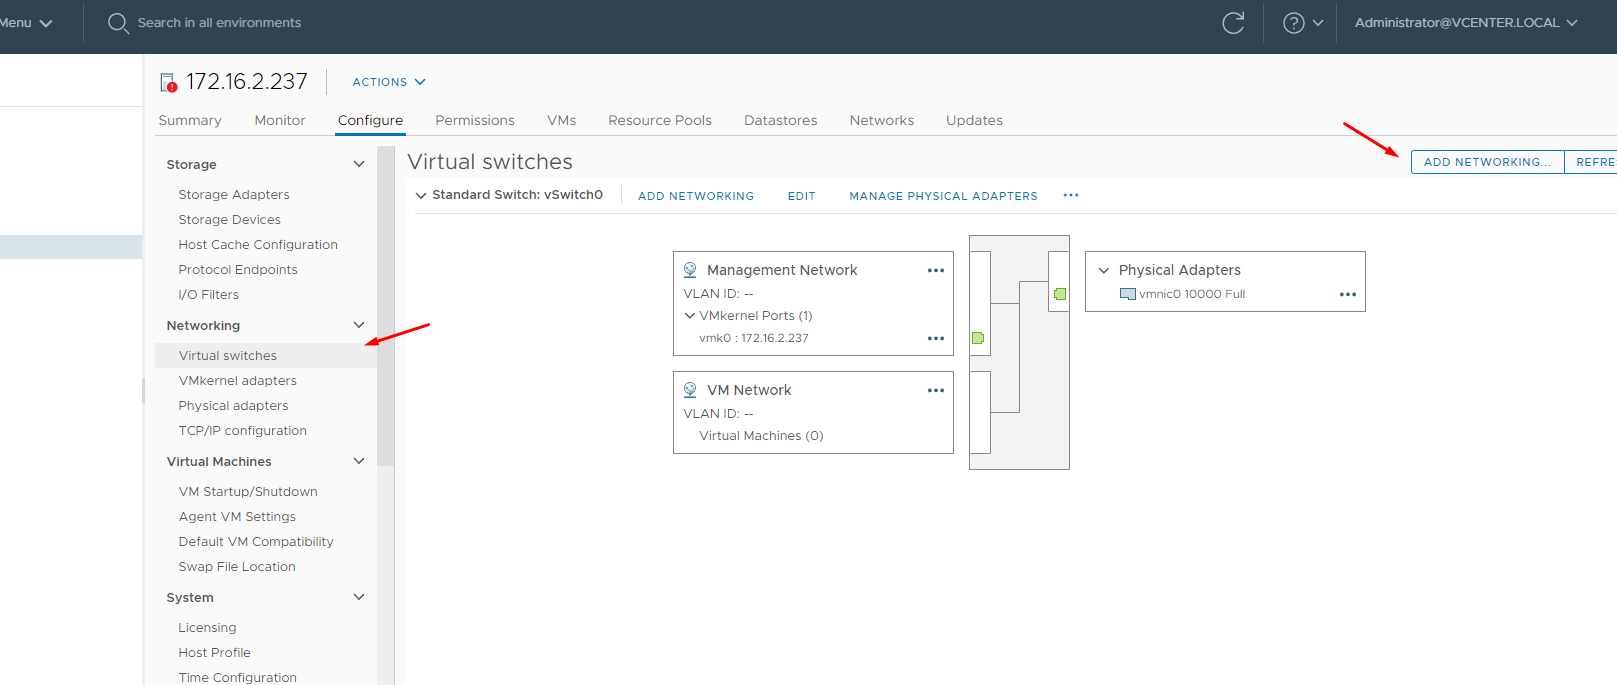 Menu
Search in all environments
Administrator@VCENTER.LOCAL
172.16.2.237
ACTIONS
Summary Monitor Configure Permissions VMs Resource Pools Datastores Networks Updates
Storage
Storage Adapters
Storage Devices
Host Cache Configuration
Protocol Endpoints
I/O Filters
Networking
Virtual switches
VMkernel adapters
Physical adapters
TCP/IP configuration
Virtual Machines
VM Startup/Shutdown
Agent VM Settings
Default VM Compatibility
Swap File Location
System
Licensing
Host Profile
Time Configuration
Virtual switches
ADD NETWORKING... REFRE
Standard Switch: vSwitch0 ADD NETWORKING EDIT MANAGE PHYSICAL ADAPTERS ...
Management Network ...
VLAN ID: --
VMkernel Ports (1)
vmk0 : 172.16.2.237 ...
VM Network ...
VLAN ID: --
Virtual Machines (0)
Physical Adapters
vmnic0 10000 Full ...